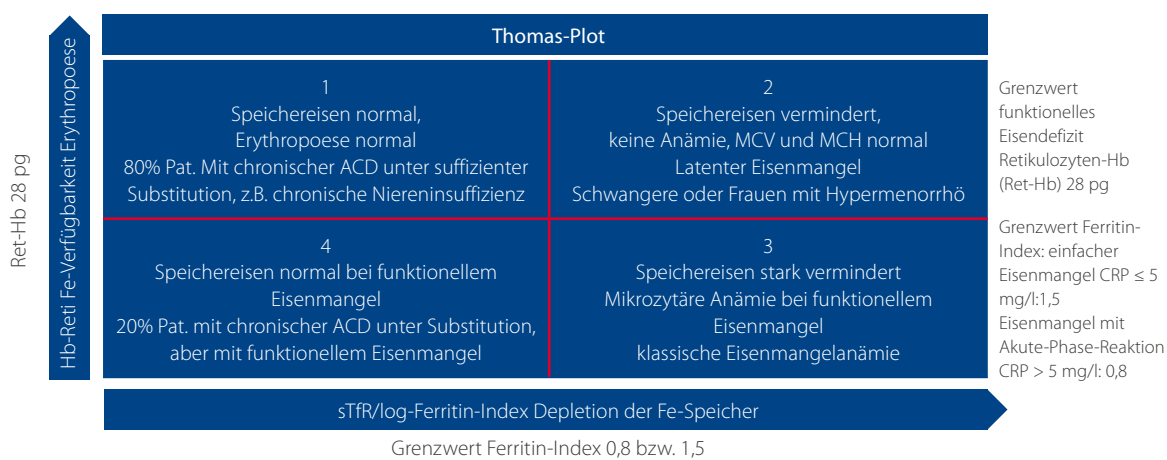 Thomas-Plot
Ret-Hb 28 pg
Hb-Reti Fe-Verfügbarkeit Erythropoese
1
Speichereisen normal,
Erythropoese normal
80% Pat. Mit chronischer ACD unter suffizienter
Substitution, z.B. chronische Niereninsuffizienz
2
Speichereisen vermindert,
keine Anämie, MCV und MCH normal
Latenter Eisenmangel
Schwangere oder Frauen mit Hypermenorrhö
4
Speichereisen normal bei funktionellem
Eisenmangel
20% Pat. mit chronischer ACD unter Substitution,
aber mit funktionellem Eisenmangel
3
Speichereisen stark vermindert
Mikrozytäre Anämie bei funktionellem
Eisenmangel
klassische Eisenmangelanämie
Grenzwert
funktionelles
Eisendefizit
Retikulozyten-Hb
(Ret-Hb) 28 pg
Grenzwert Ferritin-
Index: einfacher
Eisenmangel CRP ≤ 5
mg/l:1,5
Eisenmangel mit
Akute-Phase-Reaktion
CRP > 5 mg/l: 0,8
sTfR/log-Ferritin-Index Depletion der Fe-Speicher
Grenzwert Ferritin-Index 0,8 bzw. 1,5